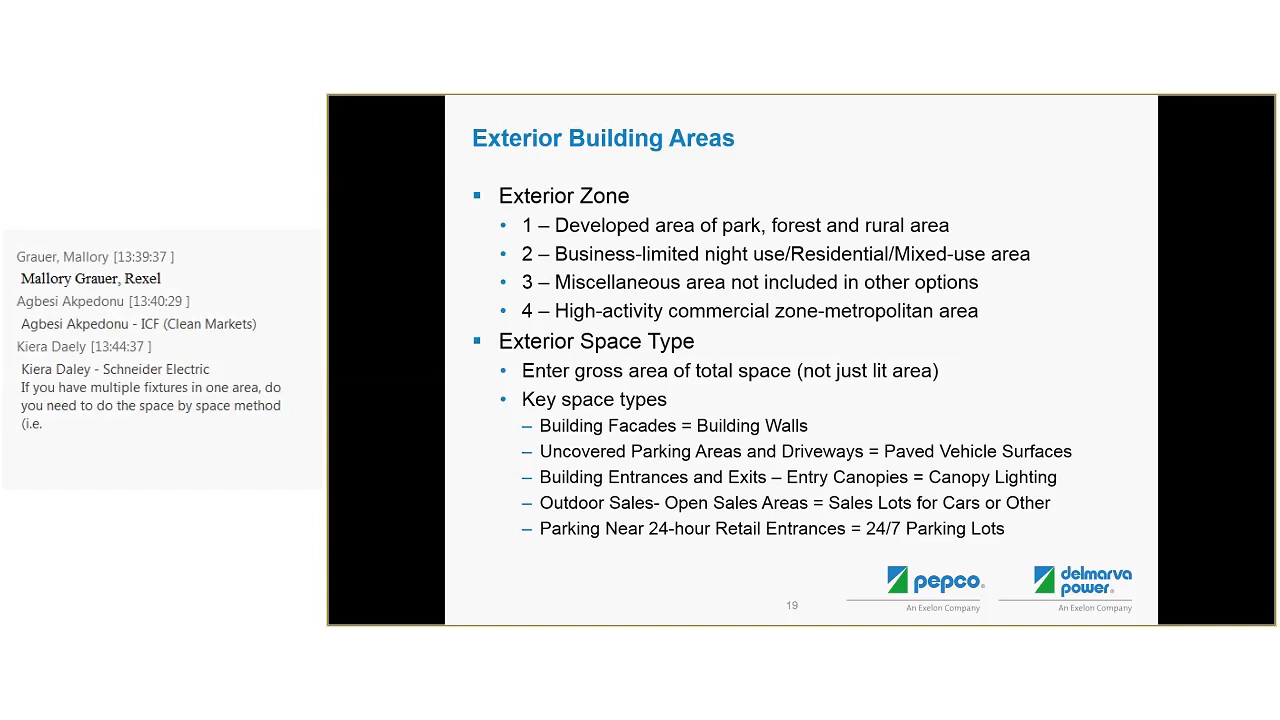 Grauer, Mallory [13:39:37 ]
Mallory Grauer, Rexel
Agbesi Akpedonu [13:40:29 ]
Agbesi Akpedonu - ICF (Clean Markets)
Kiera Daely [13:44:37 ]
Kiera Daley - Schneider Electric
If you have multiple fixtures in one area, do
you need to do the space by space method
(i.e.
Exterior Building Areas
▪ Exterior Zone
• 1 – Developed area of park, forest and rural area
• 2 – Business-limited night use/Residential/Mixed-use area
• 3 – Miscellaneous area not included in other options
• 4 – High-activity commercial zone-metropolitan area
▪ Exterior Space Type
• Enter gross area of total space (not just lit area)
• Key space types
– Building Facades = Building Walls
– Uncovered Parking Areas and Driveways = Paved Vehicle Surfaces
– Building Entrances and Exits – Entry Canopies = Canopy Lighting
– Outdoor Sales- Open Sales Areas = Sales Lots for Cars or Other
– Parking Near 24-hour Retail Entrances = 24/7 Parking Lots
19
pepco®
An Exelon Company
delmarva
power®
An Exelon Company